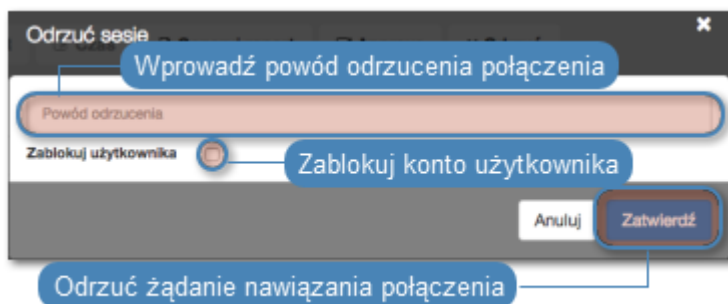 Odrzuć sesie
×
Czas
Wprowadź powód odrzucenia połączenia
Powód odrzucenia
Zablokuj użytkownika
Zablokuj konto użytkownika
Anuluj
Zatwierdź
Odrzuć żądanie nawiązania połączenia